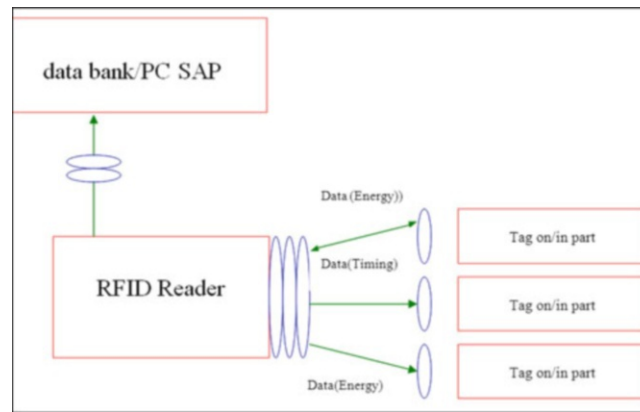 data bank/PC SAP
Data (Energy))
Tag on/in part
Data(Timing)
RFID Reader
Tag on/in part
Tag on/in part
Data(Energy)